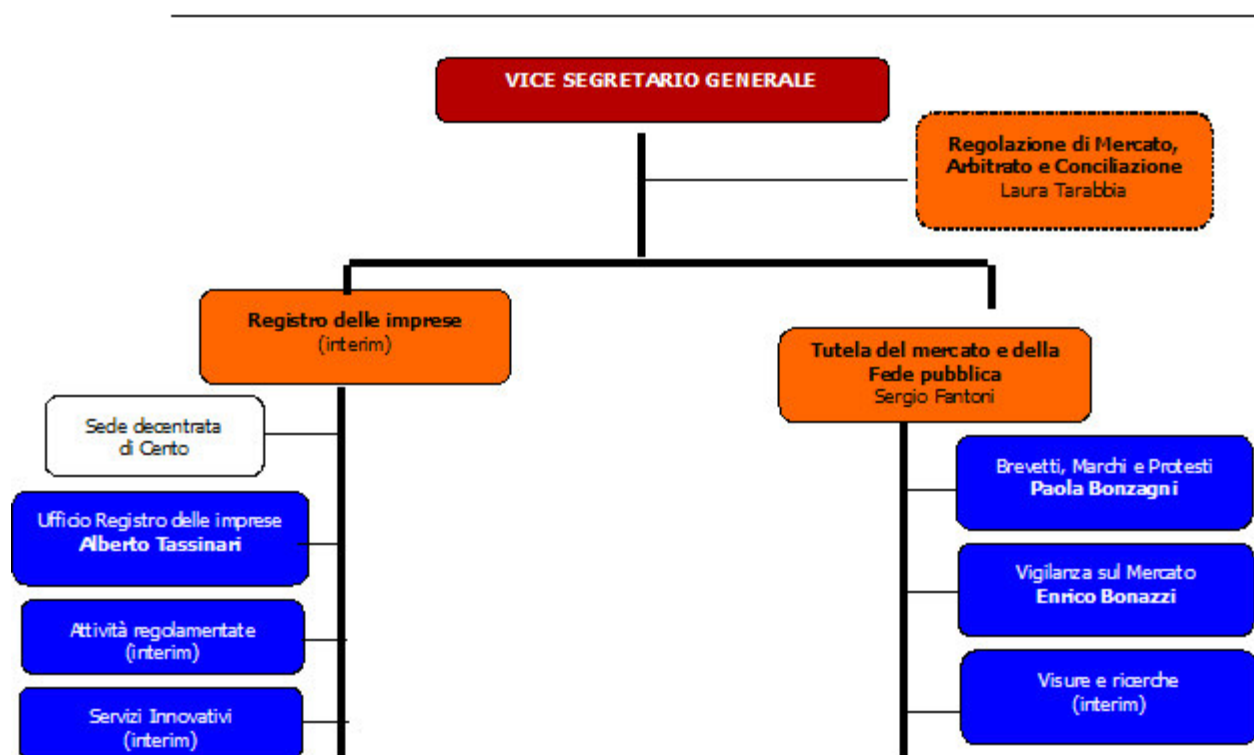 VICE SEGRETARIO GENERALE
Regolazione di Mercato,
Arbitrato e Conciliazione
Laura Tarabbia
Registro delle imprese
(interim)
Tutela del mercato e della
Fede pubblica
Sergio Fantoni
Sede decentrata
di Cento
Ufficio Registro delle imprese
Alberto Tassinari
Attività regolamentate
(interim)
Servizi Innovativi
(interim)
Brevetti, Marchi e Protesti
Paola Bonzagni
Vigilanza sul Mercato
Enrico Bonazzi
Visure e ricerche
(interim)